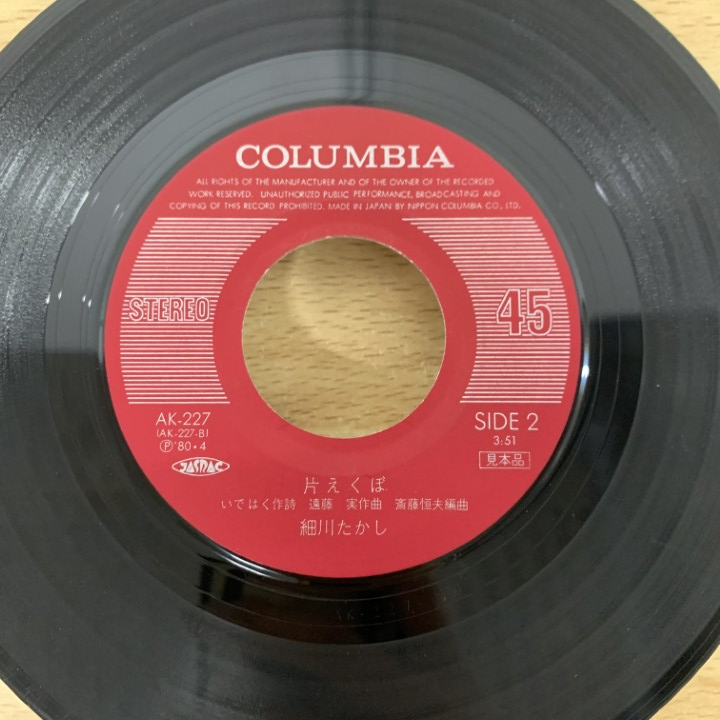 COLUMBIA
ALL RIGHTS OF THE MANUFACTURER AND OF THE OWNER OF THE RECORDED
WORK RESERVED. UNAUTHORIZED PUBLIC PERFORMANCE, BROADCASTING AND
COPYING OF THIS RECORD PROHIBITED. MADE IN JAPAN BY NIPPON COLUMBIA CO., LTD.
STEREO
45
AK-227
(AK-227-B)
Ⓟ'80・4
JASRAC
SIDE 2
3:51
見本品
片えくぼ
いではく作詩 遠藤 実作曲 斎藤恒夫編曲
細川たかし
AK-227